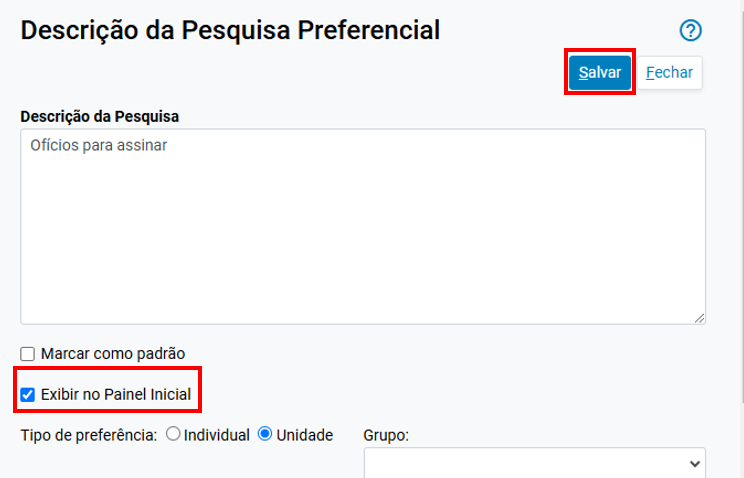 Descrição da Pesquisa Preferencial
?
Salvar Fechar
Descrição da Pesquisa
Ofícios para assinar
Marcar como padrão
Exibir no Painel Inicial
Tipo de preferência: Individual Unidade Grupo: